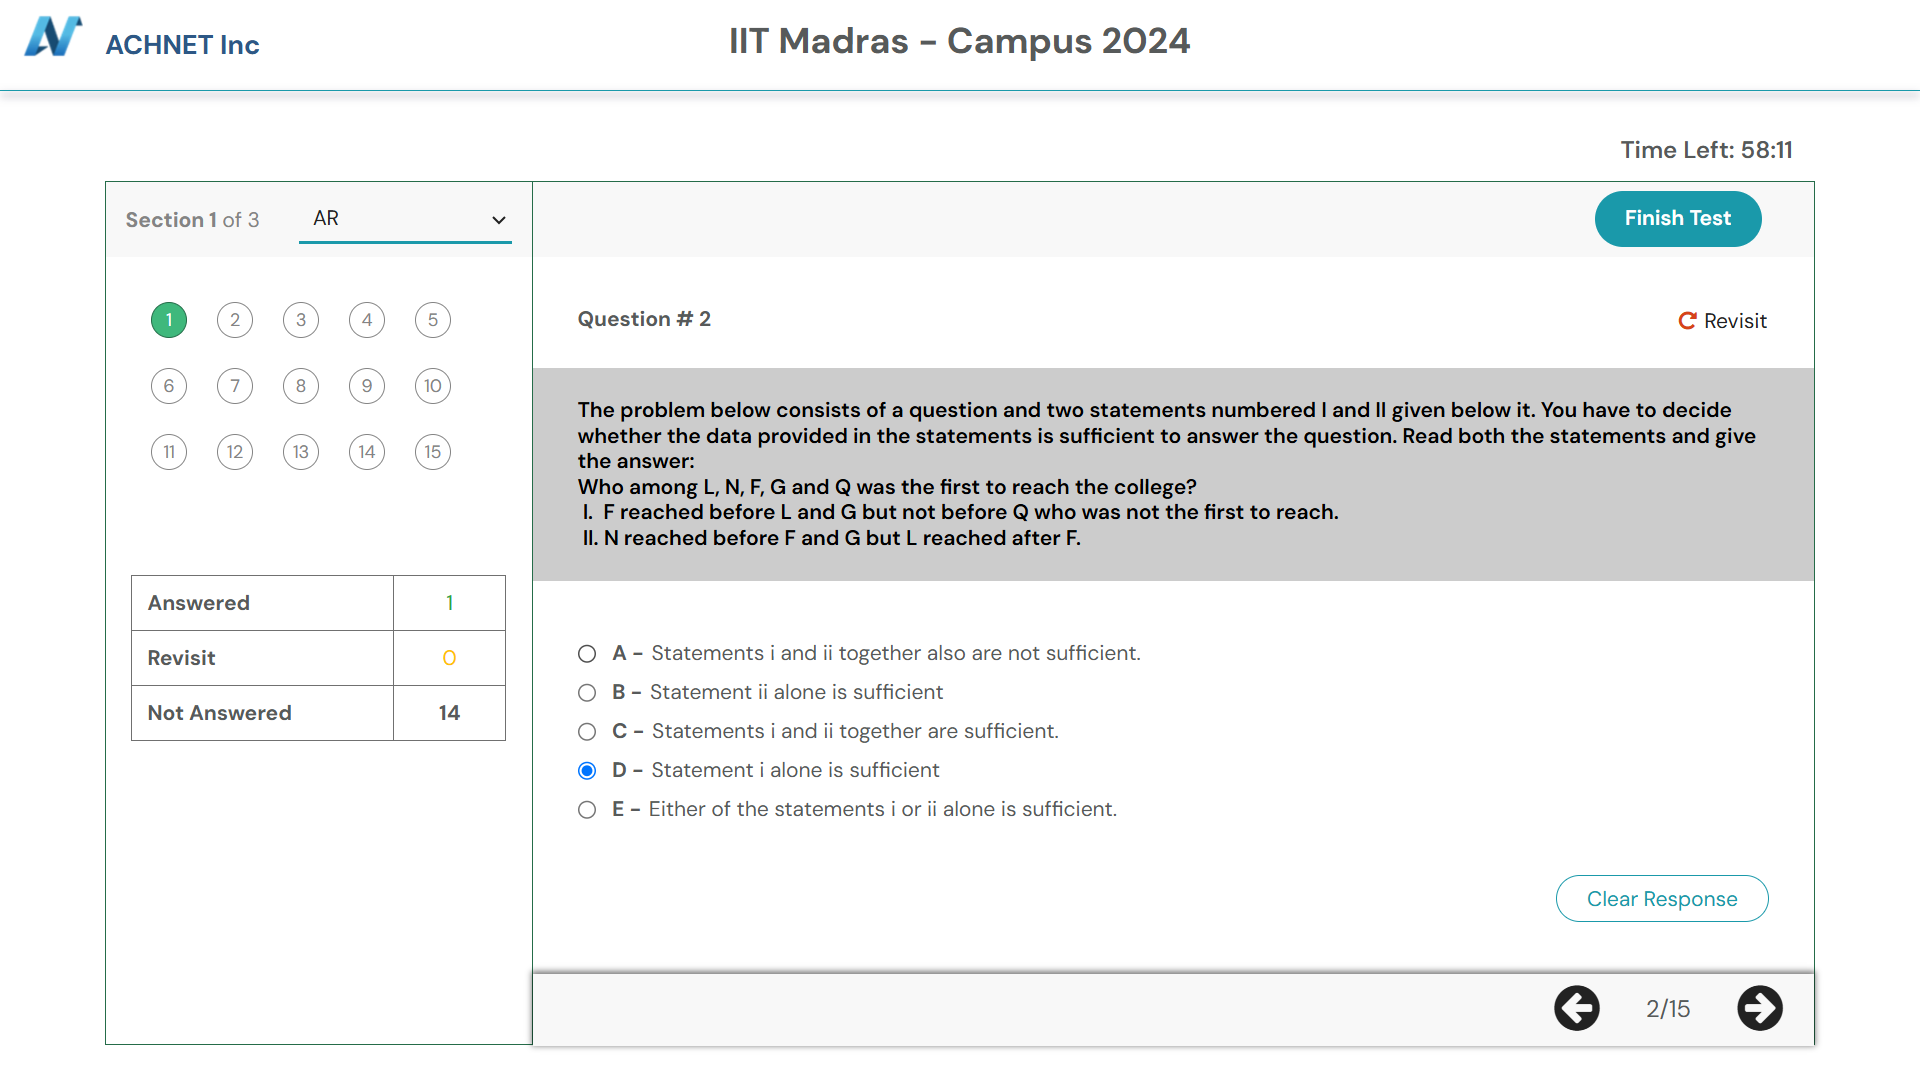 ACHNET Inc
IIT Madras - Campus 2024
Time Left: 58:11
Section 1 of 3
AR
Finish Test
1 2 3 4 5
6 7 8 9 10
11 12 13 14 15
Answered 1
Revisit 0
Not Answered 14
Question # 2
Revisit
The problem below consists of a question and two statements numbered I and II given below it. You have to decide
whether the data provided in the statements is sufficient to answer the question. Read both the statements and give
the answer:
Who among L, N, F, G and Q was the first to reach the college?
I. F reached before L and G but not before Q who was not the first to reach.
II. N reached before F and G but L reached after F.
A - Statements i and ii together also are not sufficient.
B - Statement ii alone is sufficient
C - Statements i and ii together are sufficient.
D - Statement i alone is sufficient
E - Either of the statements i or ii alone is sufficient.
Clear Response
2/15